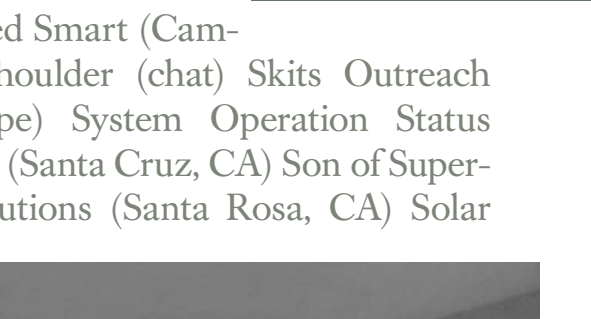 ed Smart (Cam-
houlder (chat) Skits Outreach
pe) System Operation Status
(Santa Cruz, CA) Son of Super-
utions (Santa Rosa, CA) Solar